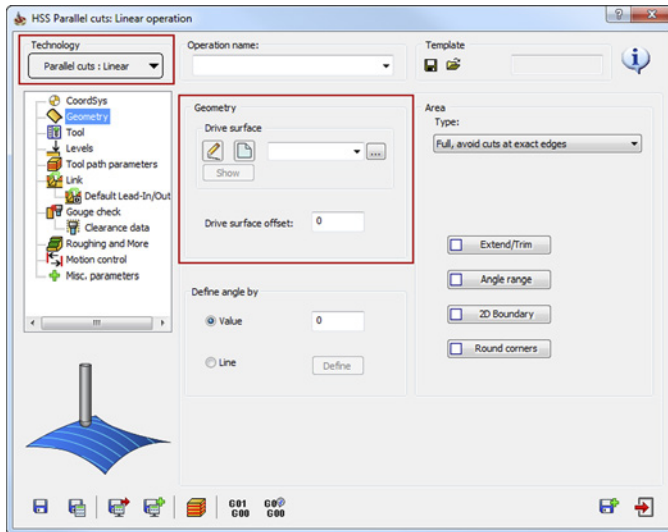 HSS Parallel cuts: Linear operation
Technology
Parallel cuts : Linear
Operation name:
Template
CoordSys
Geometry
Tool
Levels
Tool path parameters
Link
Default Lead-In/Out
Gouge check
Clearance data
Roughing and More
Motion control
Misc. parameters
Geometry
Drive surface
...
Show
Drive surface offset:
0
Define angle by
Value
0
Line
Define
Area
Type:
Full, avoid cuts at exact edges
Extend/Trim
Angle range
2D Boundary
Round corners
G01
G00
G0
G00